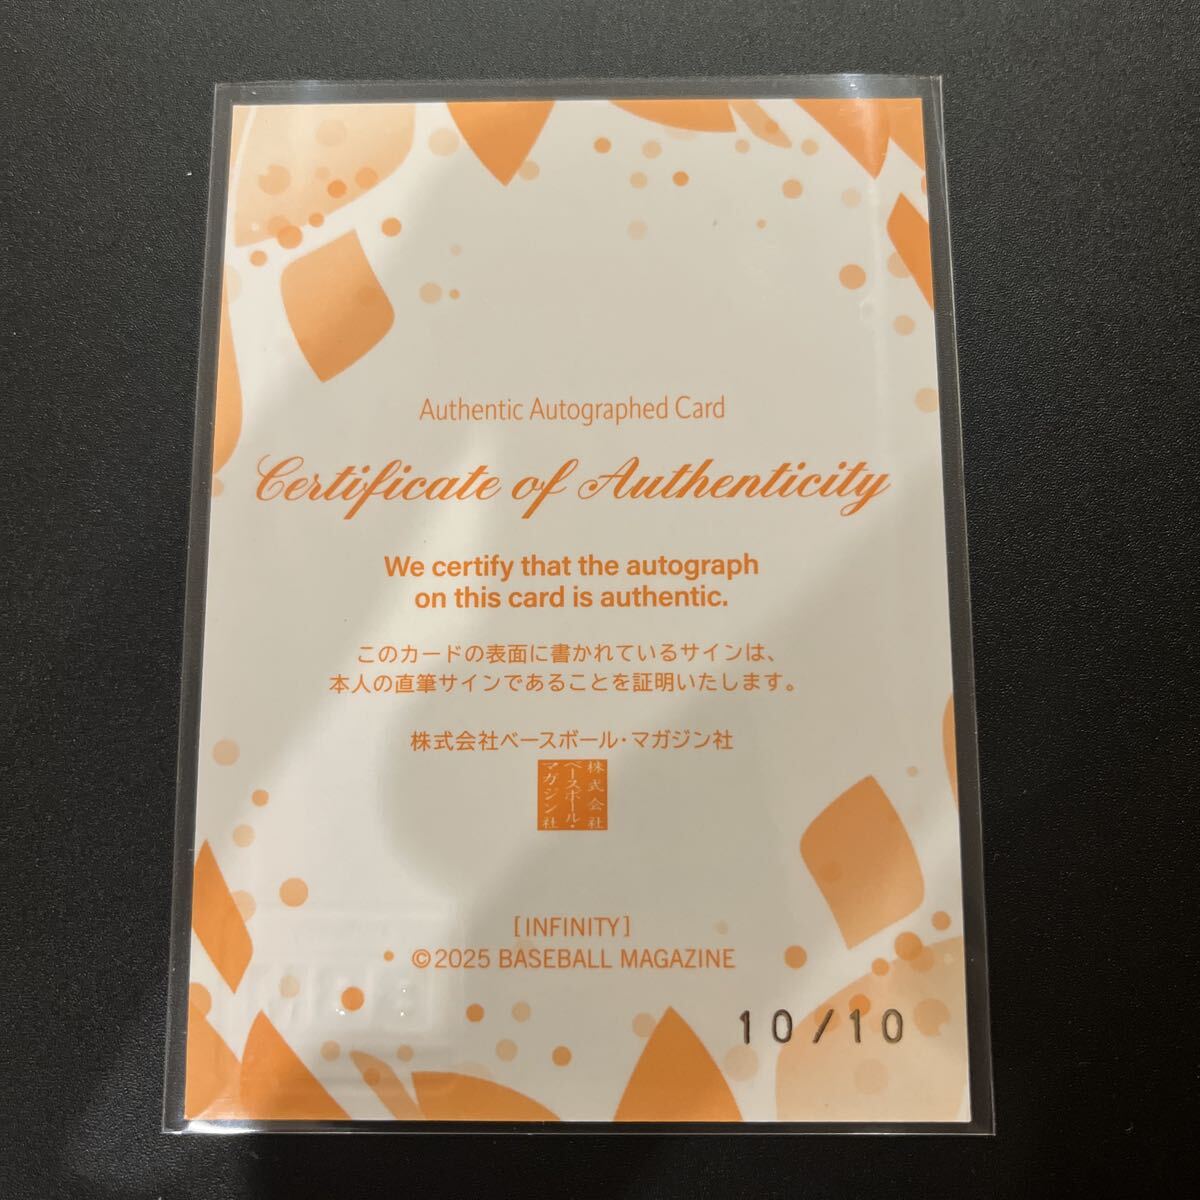 Authentic Autographed Card
Certificate of Authenticity
We certify that the autograph
on this card is authentic.
このカードの表面に書かれているサインは、
本人の直筆サインであることを証明いたします。
株式会社ベースボール・マガジン社
株式会社
ベースボール・
マガジン社
[INFINITY]
©2025 BASEBALL MAGAZINE
10/10